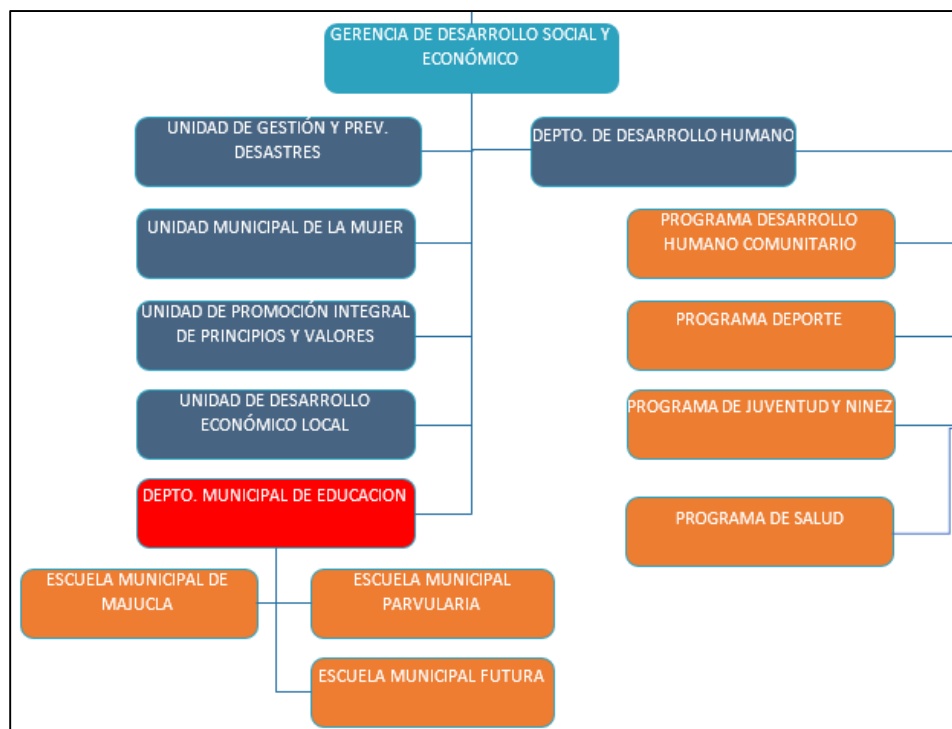 GERENCIA DE DESARROLLO SOCIAL Y
ECONÓMICO
UNIDAD DE GESTIÓN Y PREV.
DESASTRES
DEPTO. DE DESARROLLO HUMANO
UNIDAD MUNICIPAL DE LA MUJER
PROGRAMA DESARROLLO
HUMANO COMUNITARIO
UNIDAD DE PROMOCIÓN INTEGRAL
DE PRINCIPIOS Y VALORES
PROGRAMA DEPORTE
UNIDAD DE DESARROLLO
ECONÓMICO LOCAL
PROGRAMA DE JUVENTUD Y NINEZ
DEPTO. MUNICIPAL DE EDUCACION
PROGRAMA DE SALUD
ESCUELA MUNICIPAL DE
MAJUCLA
ESCUELA MUNICIPAL
PARVULARIA
ESCUELA MUNICIPAL FUTURA